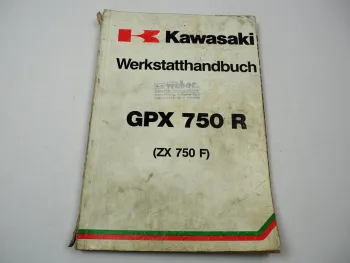 Kawasaki
Werkstatthandbuch
GPX 750 R
(ZX 750 F)